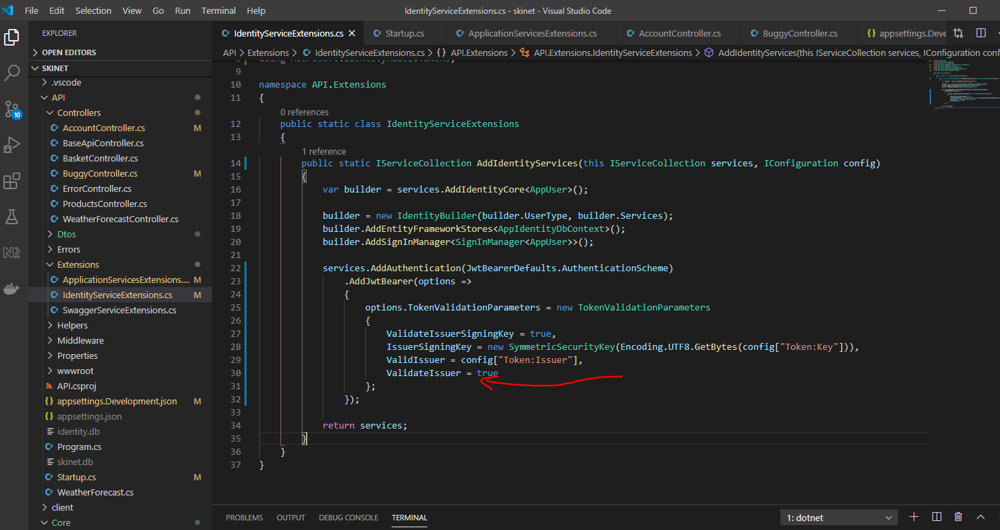 File Edit Selection View Go Run Terminal Help
IdentityServiceExtensions.cs - skinet - Visual Studio Code
EXPLORER
OPEN EDITORS
SKINET
.vscode
API
Controllers
AccountController.cs M
BaseApiController.cs
BasketController.cs
BuggyController.cs M
ErrorController.cs
ProductsController.cs
WeatherForecastController.cs
Dtos
Errors
Extensions
ApplicationServicesExtensions.... M
IdentityServiceExtensions.cs M
SwaggerServiceExtensions.cs
Helpers
Middleware
Properties
wwwroot
API.csproj
appsettings.Development.json M
appsettings.json
identity.db
Program.cs
skinet.db
Startup.cs M
WeatherForecast.cs
client
Core
10
IdentityServiceExtensions.cs Startup.cs ApplicationServicesExtensions.cs AccountController.cs BuggyController.cs appsettings.Deve
API > Extensions > IdentityServiceExtensions.cs > {} API.Extensions > API.Extensions.IdentityServiceExtensions > AddIdentityServices(this IServiceCollection services, IConfiguration conf
8 using Microsoft.IdentityModel.Tokens;
9
10 namespace API.Extensions
11 {
0 references
12 public static class IdentityServiceExtensions
13 {
1 reference
14 public static IServiceCollection AddIdentityServices(this IServiceCollection services, IConfiguration config)
15 {
16 var builder = services.AddIdentityCore<AppUser>();
17
18 builder = new IdentityBuilder(builder.UserType, builder.Services);
19 builder.AddEntityFrameworkStores<AppIdentityDbContext>();
20 builder.AddSignInManager<SignInManager<AppUser>>();
21
22 services.AddAuthentication(JwtBearerDefaults.AuthenticationScheme)
23 .AddJwtBearer(options =>
24 {
25 options.TokenValidationParameters = new TokenValidationParameters
26 {
27 ValidateIssuerSigningKey = true,
28 IssuerSigningKey = new SymmetricSecurityKey(Encoding.UTF8.GetBytes(config["Token:Key"])),
29 ValidIssuer = config["Token:Issuer"],
30 ValidateIssuer = true
31 };
32 });
33
34 return services;
35 }
36 }
37 }
PROBLEMS OUTPUT DEBUG CONSOLE TERMINAL
1: dotnet